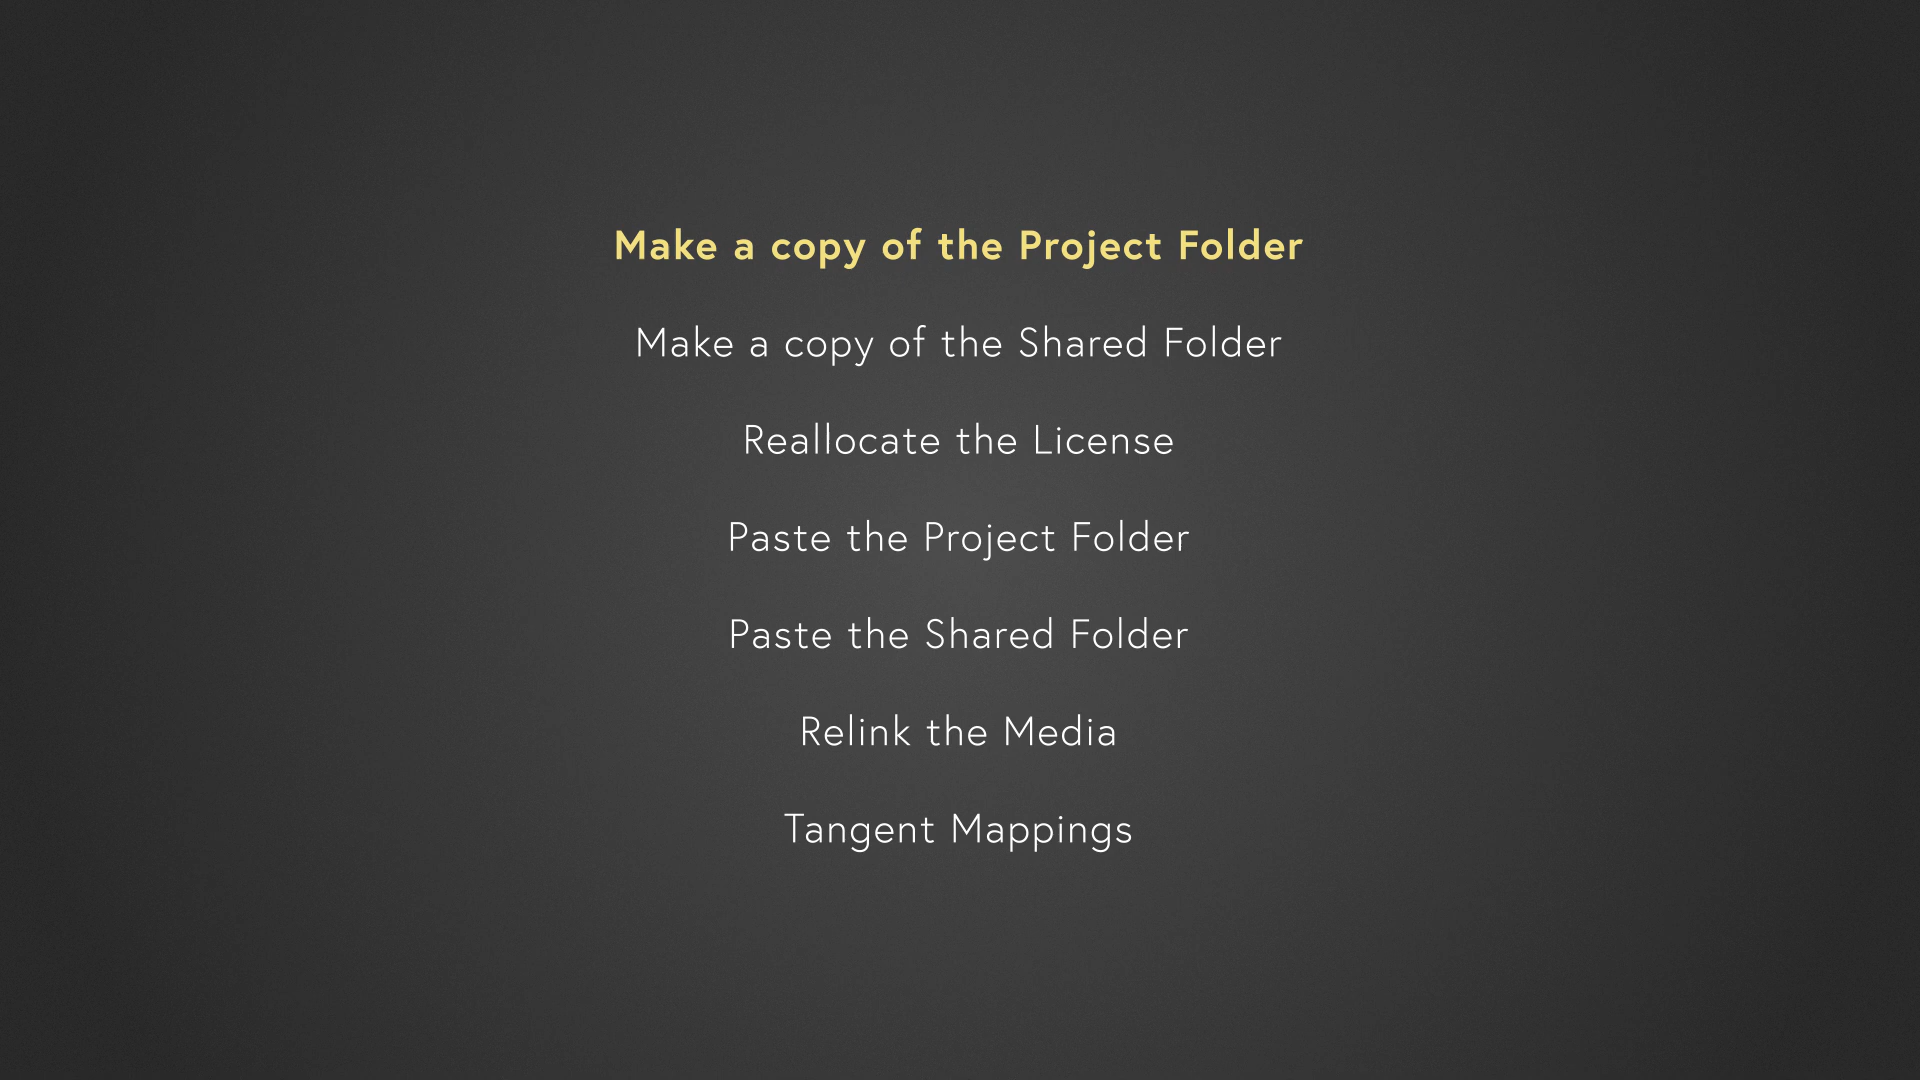 Make a copy of the Project Folder
Make a copy of the Shared Folder
Reallocate the License
Paste the Project Folder
Paste the Shared Folder
Relink the Media
Tangent Mappings